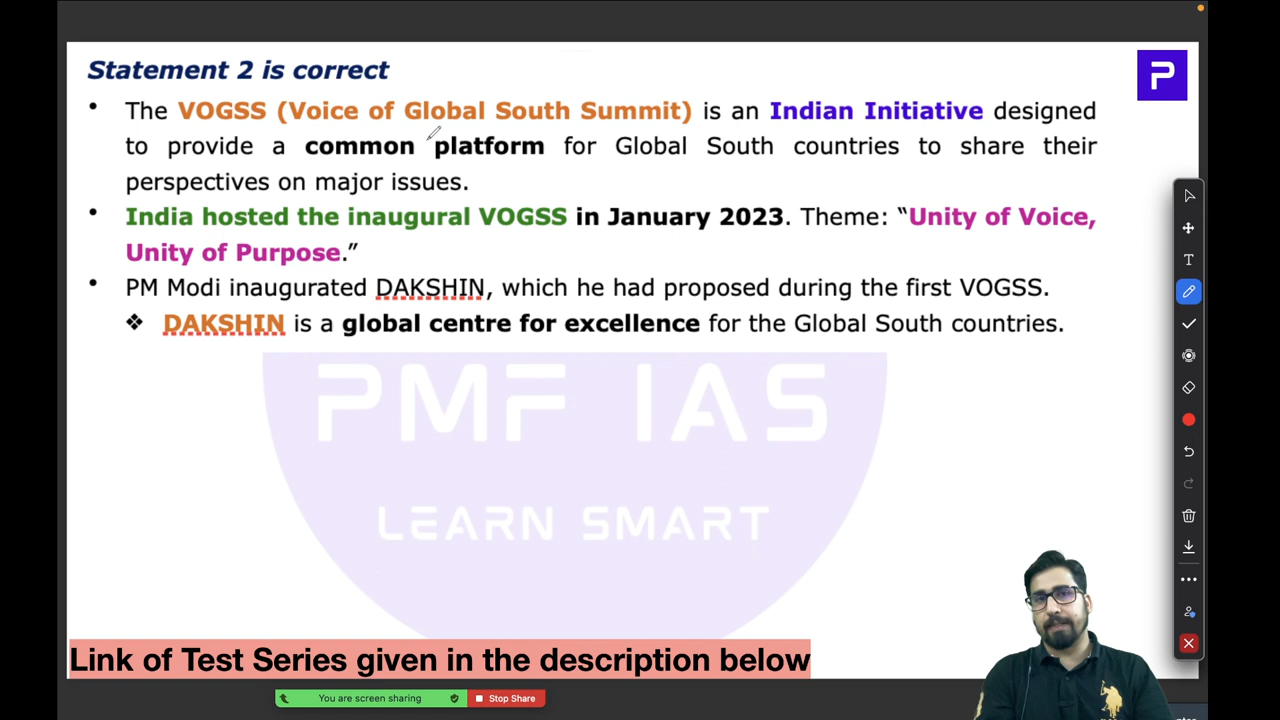 Statement 2 is correct
• The VOGSS (Voice of Global South Summit) is an Indian Initiative designed
to provide a common platform for Global South countries to share their
perspectives on major issues.
• India hosted the inaugural VOGSS in January 2023. Theme: “Unity of Voice,
Unity of Purpose.”
• PM Modi inaugurated DAKSHIN, which he had proposed during the first VOGSS.
❖ DAKSHIN is a global centre for excellence for the Global South countries.
PMF IAS
LEARN SMART
Link of Test Series given in the description below
You are screen sharing
Stop Share